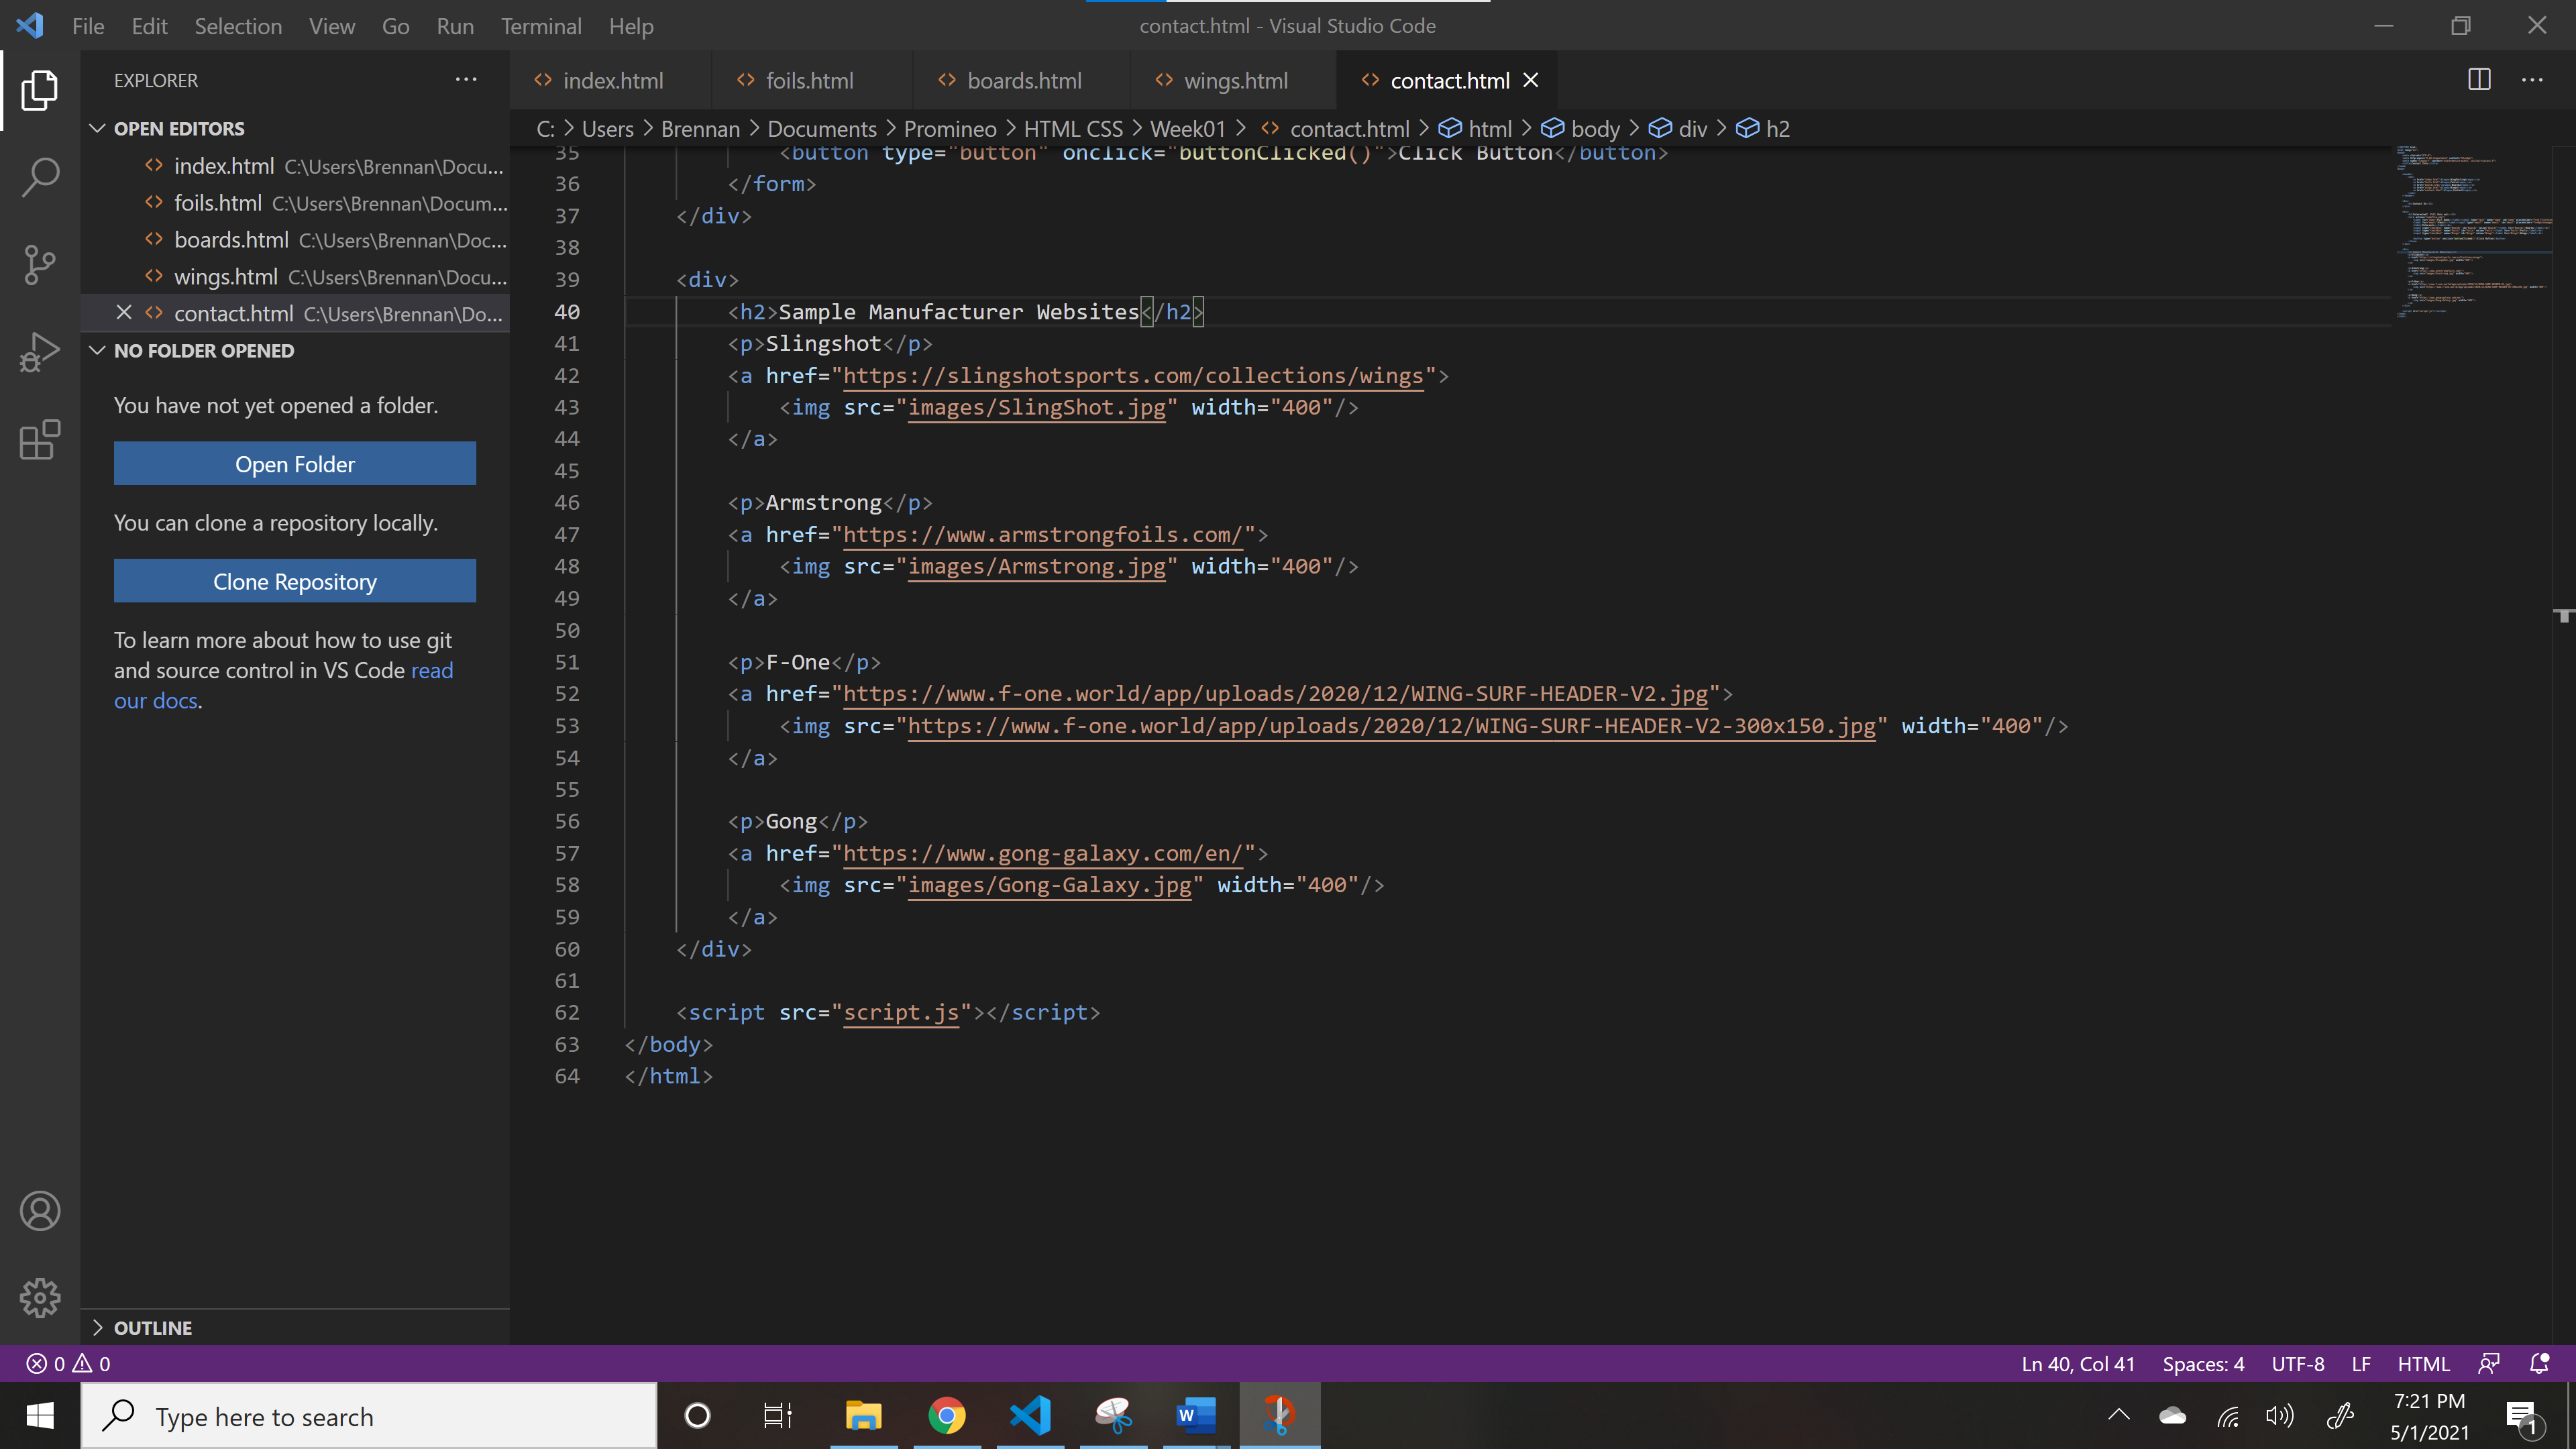 File Edit Selection View Go Run Terminal Help
contact.html - Visual Studio Code
EXPLORER
index.html
foils.html
boards.html
wings.html
contact.html
OPEN EDITORS
index.html C:\Users\Brennan\Docu...
foils.html C:\Users\Brennan\Docum...
boards.html C:\Users\Brennan\Doc...
wings.html C:\Users\Brennan\Docu...
contact.html C:\Users\Brennan\Do...
NO FOLDER OPENED
You have not yet opened a folder.
Open Folder
You can clone a repository locally.
Clone Repository
To learn more about how to use git
and source control in VS Code read
our docs.
OUTLINE
C: > Users > Brennan > Documents > Promineo > HTML CSS > Week01 > contact.html > html > body > div > h2
35 <button type="button" onclick="buttonClicked()">Click Button</button>
36 </form>
37 </div>
38
39 <div>
40 <h2>Sample Manufacturer Websites</h2>
41 <p>Slingshot</p>
42 <a href="https://slingshotsports.com/collections/wings">
43 <img src="images/SlingShot.jpg" width="400"/>
44 </a>
45
46 <p>Armstrong</p>
47 <a href="https://www.armstrongfoils.com/">
48 <img src="images/Armstrong.jpg" width="400"/>
49 </a>
50
51 <p>F-One</p>
52 <a href="https://www.f-one.world/app/uploads/2020/12/WING-SURF-HEADER-V2.jpg">
53 <img src="https://www.f-one.world/app/uploads/2020/12/WING-SURF-HEADER-V2-300x150.jpg" width="400"/>
54 </a>
55
56 <p>Gong</p>
57 <a href="https://www.gong-galaxy.com/en/">
58 <img src="images/Gong-Galaxy.jpg" width="400"/>
59 </a>
60 </div>
61
62 <script src="script.js"></script>
63 </body>
64 </html>
0 0
Ln 40, Col 41 Spaces: 4 UTF-8 LF HTML
Type here to search
7:21 PM
5/1/2021
1